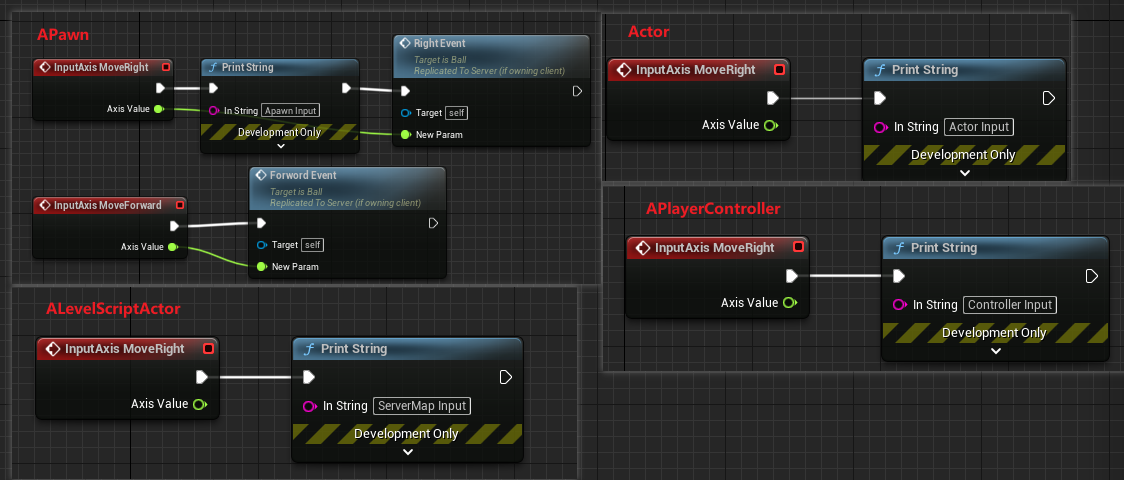 APawn
InputAxis MoveRight
Axis Value
Print String
In String Apawn Input
Development Only
Right Event
Target is Ball
Replicated To Server (if owning client)
Target self
New Param
InputAxis MoveForward
Axis Value
Forword Event
Target is Ball
Replicated To Server (if owning client)
Target self
New Param
Actor
InputAxis MoveRight
Axis Value
Print String
In String Actor Input
Development Only
APlayerController
InputAxis MoveRight
Axis Value
Print String
In String Controller Input
Development Only
ALevelScriptActor
InputAxis MoveRight
Axis Value
Print String
In String ServerMap Input
Development Only